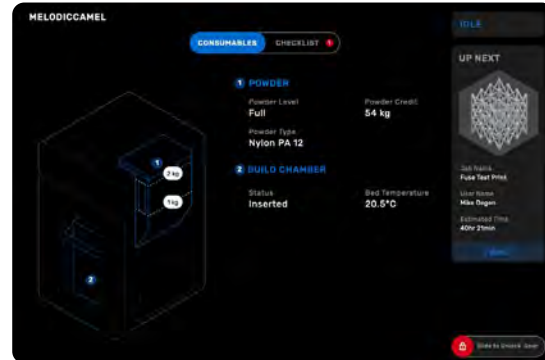 MELODICCAMEL
CONSUMABLES
CHECKLIST 1
1 POWDER
Powder Level
Full
Powder Credit
54 kg
Powder Type
Nylon PA 12
2 BUILD CHAMBER
Status
Inserted
Bed Temperature
20.5°C
1
2 kg
1 kg
2
IDLE
UP NEXT
Job Name
Fuse Test Print
User Name
Mike Dogen
Estimated Time
40hr 21min
Slide to Unlock Door